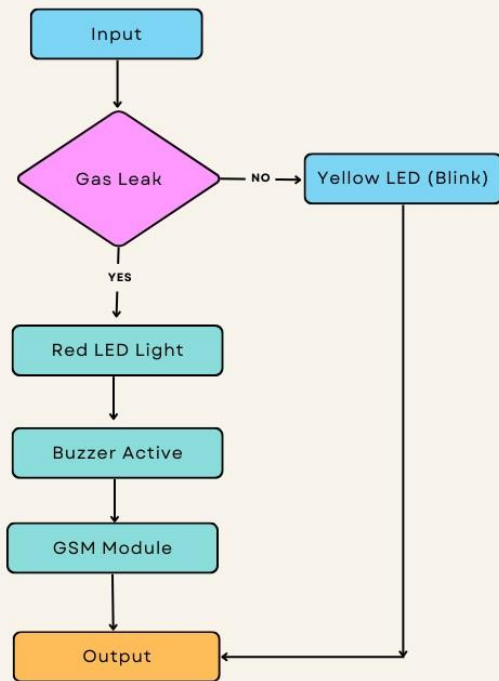 Input
Gas Leak
NO
Yellow LED (Blink)
YES
Red LED Light
Buzzer Active
GSM Module
Output